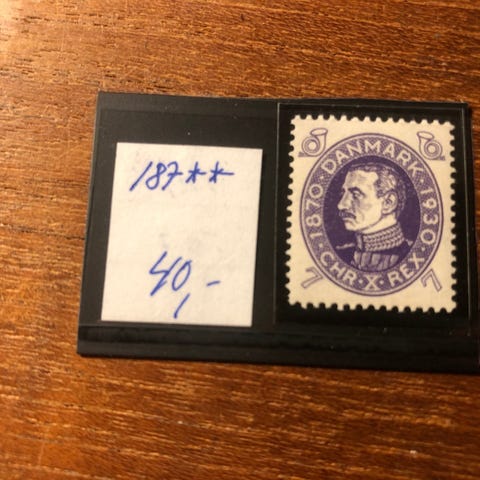 187**
40,-
DANMARK
1870 1930
CHR·X·REX
7 7